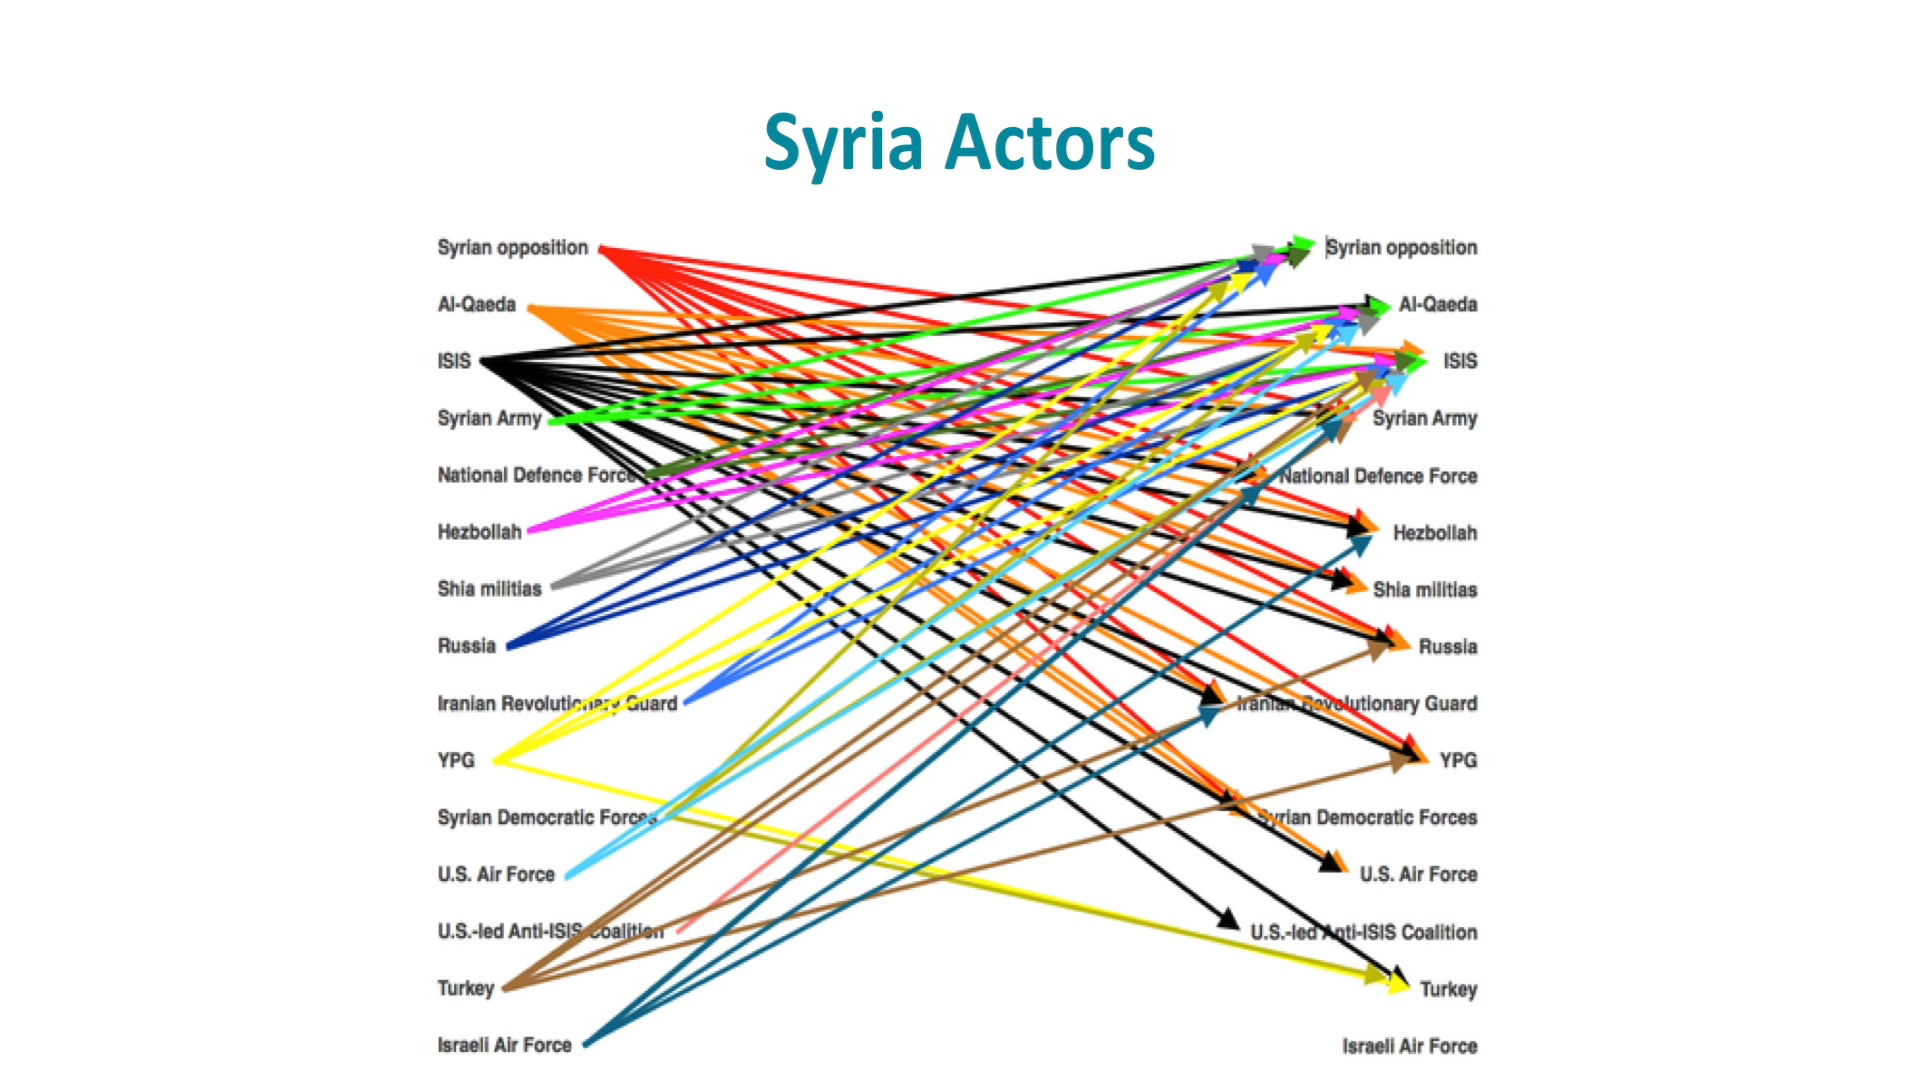 Syria Actors
Syrian opposition
Al-Qaeda
ISIS
Syrian Army
National Defence Force
Hezbollah
Shia militias
Russia
Iranian Revolutionary Guard
YPG
Syrian Democratic Forces
U.S. Air Force
U.S.-led Anti-ISIS Coalition
Turkey
Israeli Air Force
Syrian opposition
Al-Qaeda
ISIS
Syrian Army
National Defence Force
Hezbollah
Shia militias
Russia
Iranian Revolutionary Guard
YPG
Syrian Democratic Forces
U.S. Air Force
U.S.-led Anti-ISIS Coalition
Turkey
Israeli Air Force